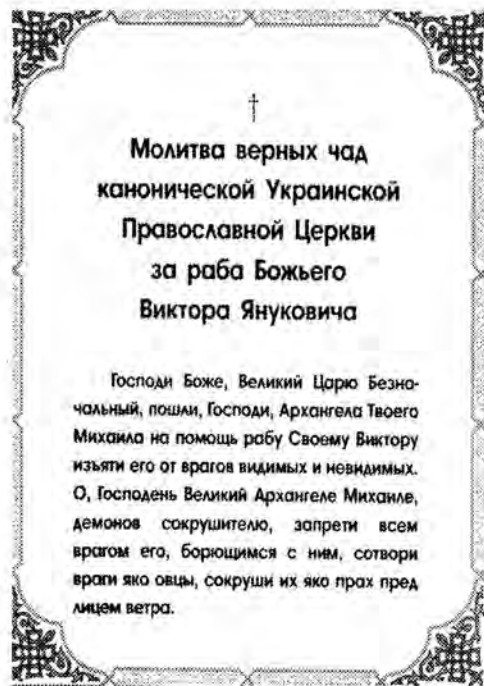 Молитва верных чад
канонической Украинской
Православной Церкви
за раба Божьего
Виктора Януковича
Господи Боже, Великий Царю Безна-
чальный, пошли, Господи, Архангела Твоего
Михаила на помощь рабу Своему Виктору
изъяти его от врагов видимых и невидимых.
О, Господень Великий Архангеле Михаиле,
демонов сокрушителю, запрети всем
врагом его, борющимся с ним, сотвори
враги яко овцы, сокруши их яко прах пред
лицем ветра.